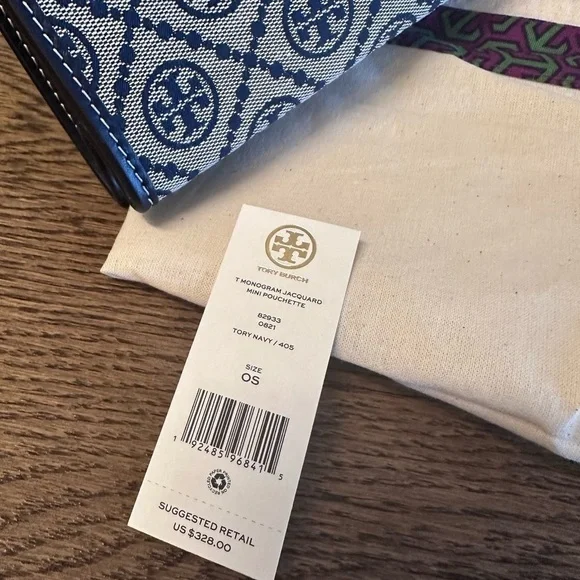 TORY BURCH
T MONOGRAM JACQUARD
MINI POUCHETTE
82933
0821
TORY NAVY / 405
SIZE
OS
1 92485 96841 5
SUGGESTED RETAIL
US $328.00